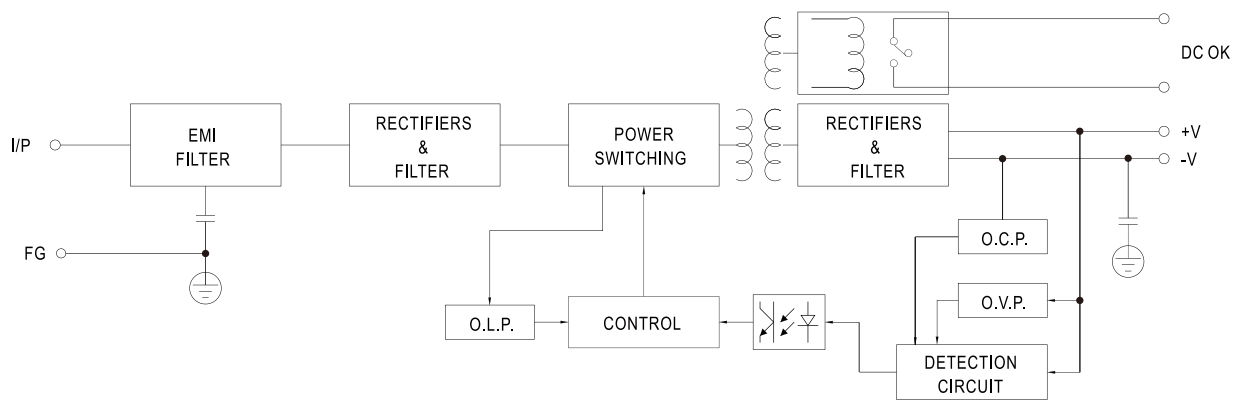 DC OK
I/P
EMI
FILTER
RECTIFIERS
&
FILTER
POWER
SWITCHING
RECTIFIERS
&
FILTER
+V
-V
FG
O.C.P.
O.V.P.
O.L.P.
CONTROL
DETECTION
CIRCUIT